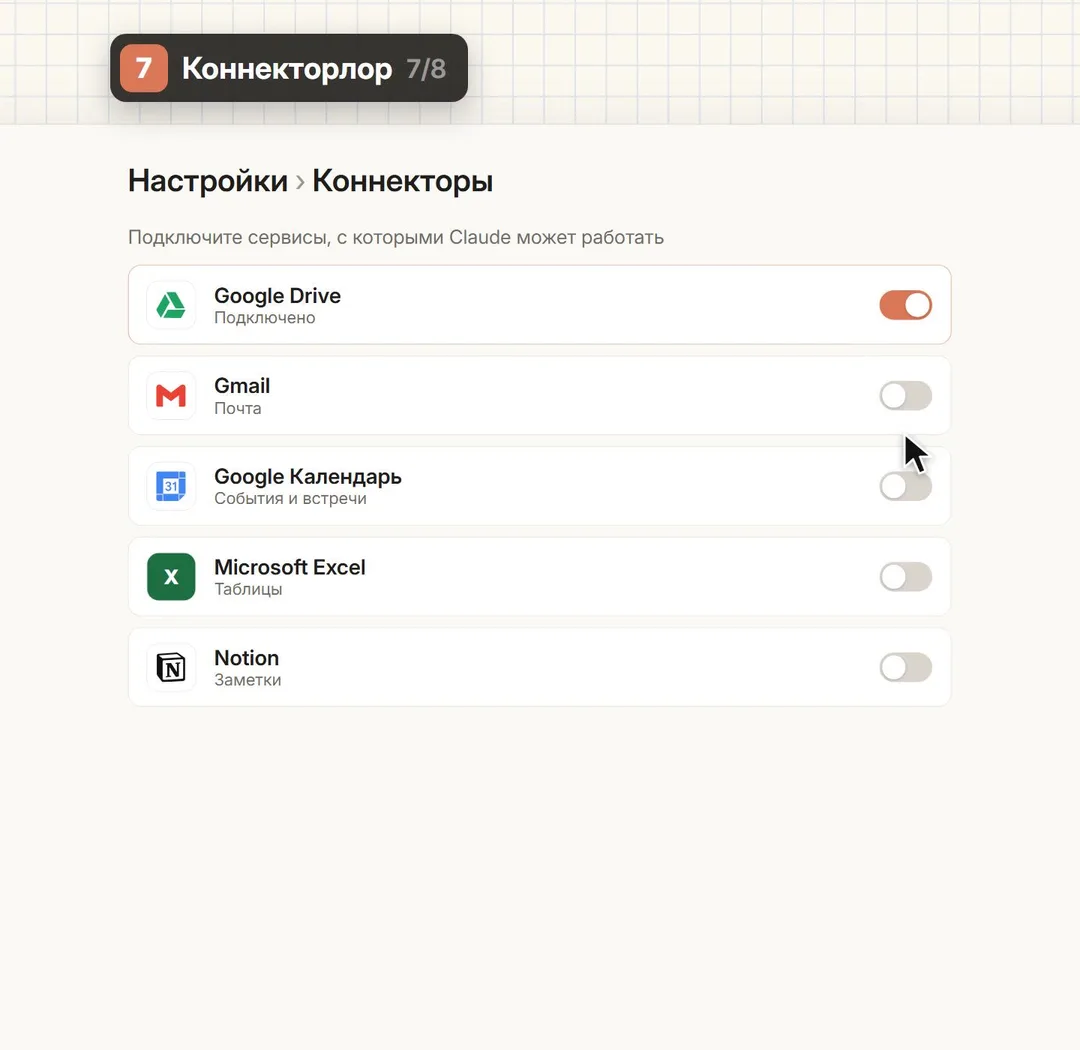 7 Коннекторлор 7/8
Настройки › Коннекторы
Подключите сервисы, с которыми Claude может работать
Google Drive
Подключено
Gmail
Почта
31
Google Календарь
События и встречи
X
Microsoft Excel
Таблицы
N
Notion
Заметки